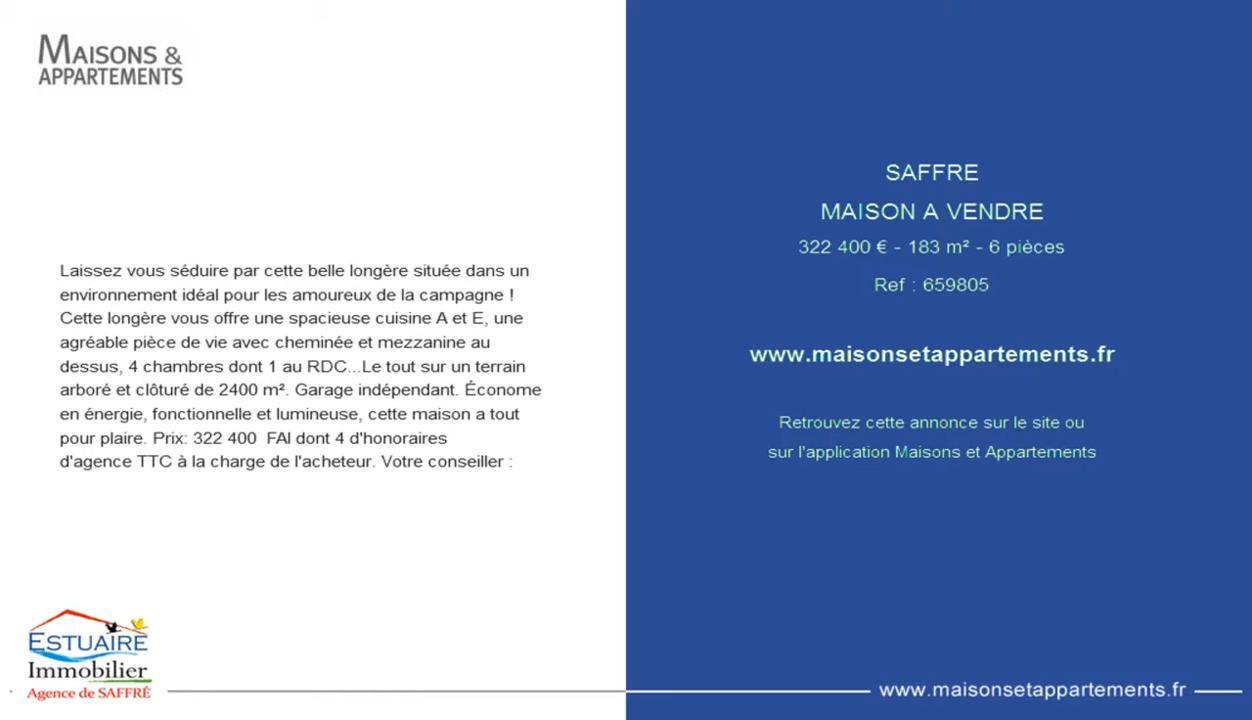 MAISONS &
APPARTEMENTS
Laissez vous séduire par cette belle longère située dans un
environnement idéal pour les amoureux de la campagne !
Cette longère vous offre une spacieuse cuisine A et E, une
agréable pièce de vie avec cheminée et mezzanine au
dessus, 4 chambres dont 1 au RDC...Le tout sur un terrain
arboré et clôturé de 2400 m². Garage indépendant. Économe
en énergie, fonctionnelle et lumineuse, cette maison a tout
pour plaire. Prix: 322 400  FAI dont 4 d'honoraires
d'agence TTC à la charge de l'acheteur. Votre conseiller :
ESTUAIRE
Immobilier
Agence de SAFFRÉ
SAFFRE
MAISON A VENDRE
322 400 € - 183 m² - 6 pièces
Ref : 659805
www.maisonsetappartements.fr
Retrouvez cette annonce sur le site ou
sur l'application Maisons et Appartements
www.maisonsetappartements.fr